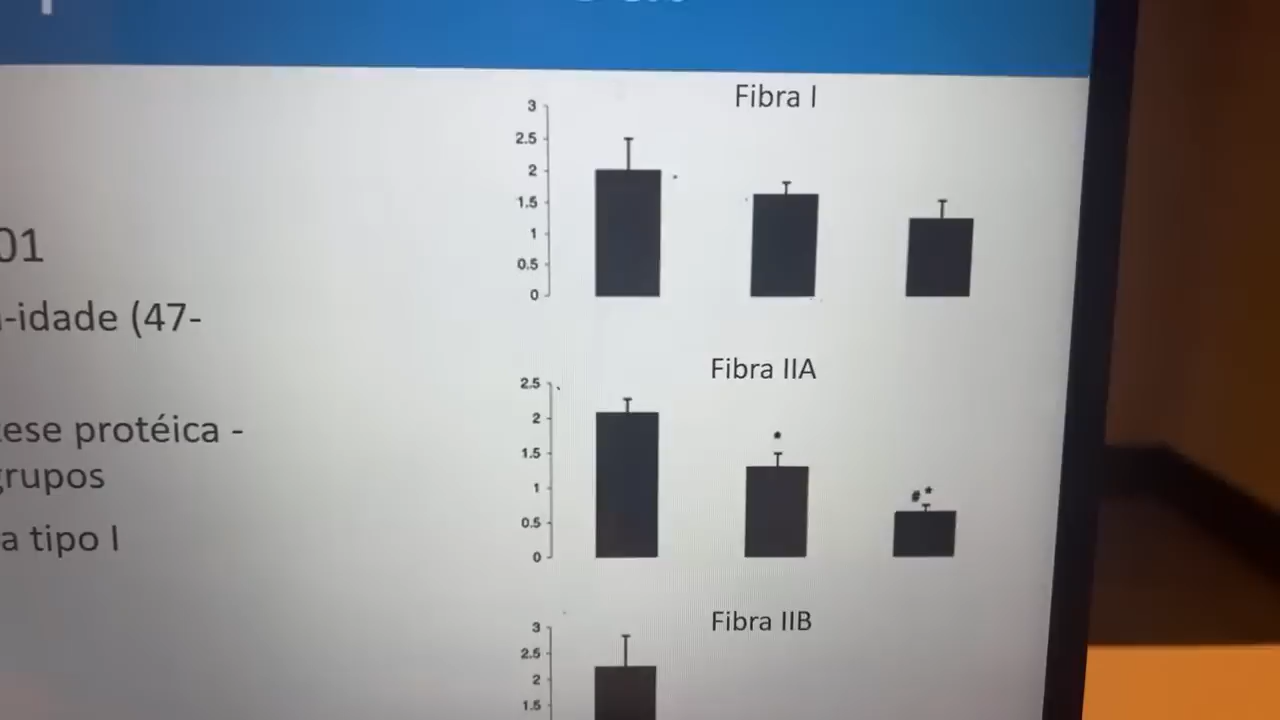 Fibra I
3
2.5
2
1.5
1
0.5
0
01
-idade (47-
ese protéica -
grupos
a tipo I
Fibra IIA
2.5
2
1.5
1
0.5
0
*
# *
Fibra IIB
3
2.5
2
1.5